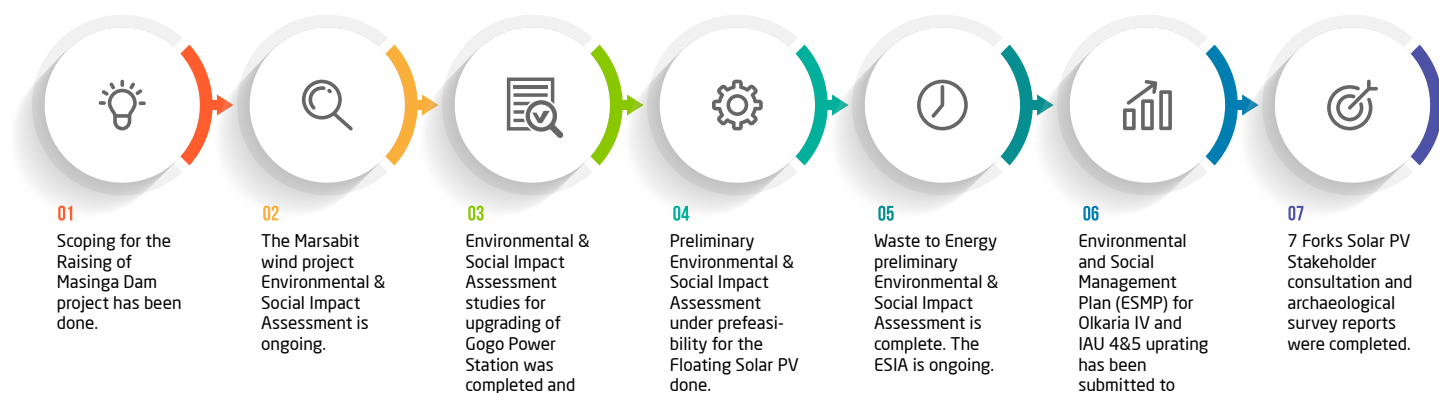 01
Scoping for the
Raising of
Masinga Dam
project has been
done.
02
The Marsabit
wind project
Environmental &
Social Impact
Assessment is
ongoing.
03
Environmental &
Social Impact
Assessment
studies for
upgrading of
Gogo Power
Station was
completed and
04
Preliminary
Environmental &
Social Impact
Assessment
under prefeasi-
bility for the
Floating Solar PV
done.
05
Waste to Energy
preliminary
Environmental &
Social Impact
Assessment is
complete. The
ESIA is ongoing.
06
Environmental
and Social
Management
Plan (ESMP) for
Olkaria IV and
IAU 4&5 uprating
has been
submitted to
07
7 Forks Solar PV
Stakeholder
consultation and
archaeological
survey reports
were completed.